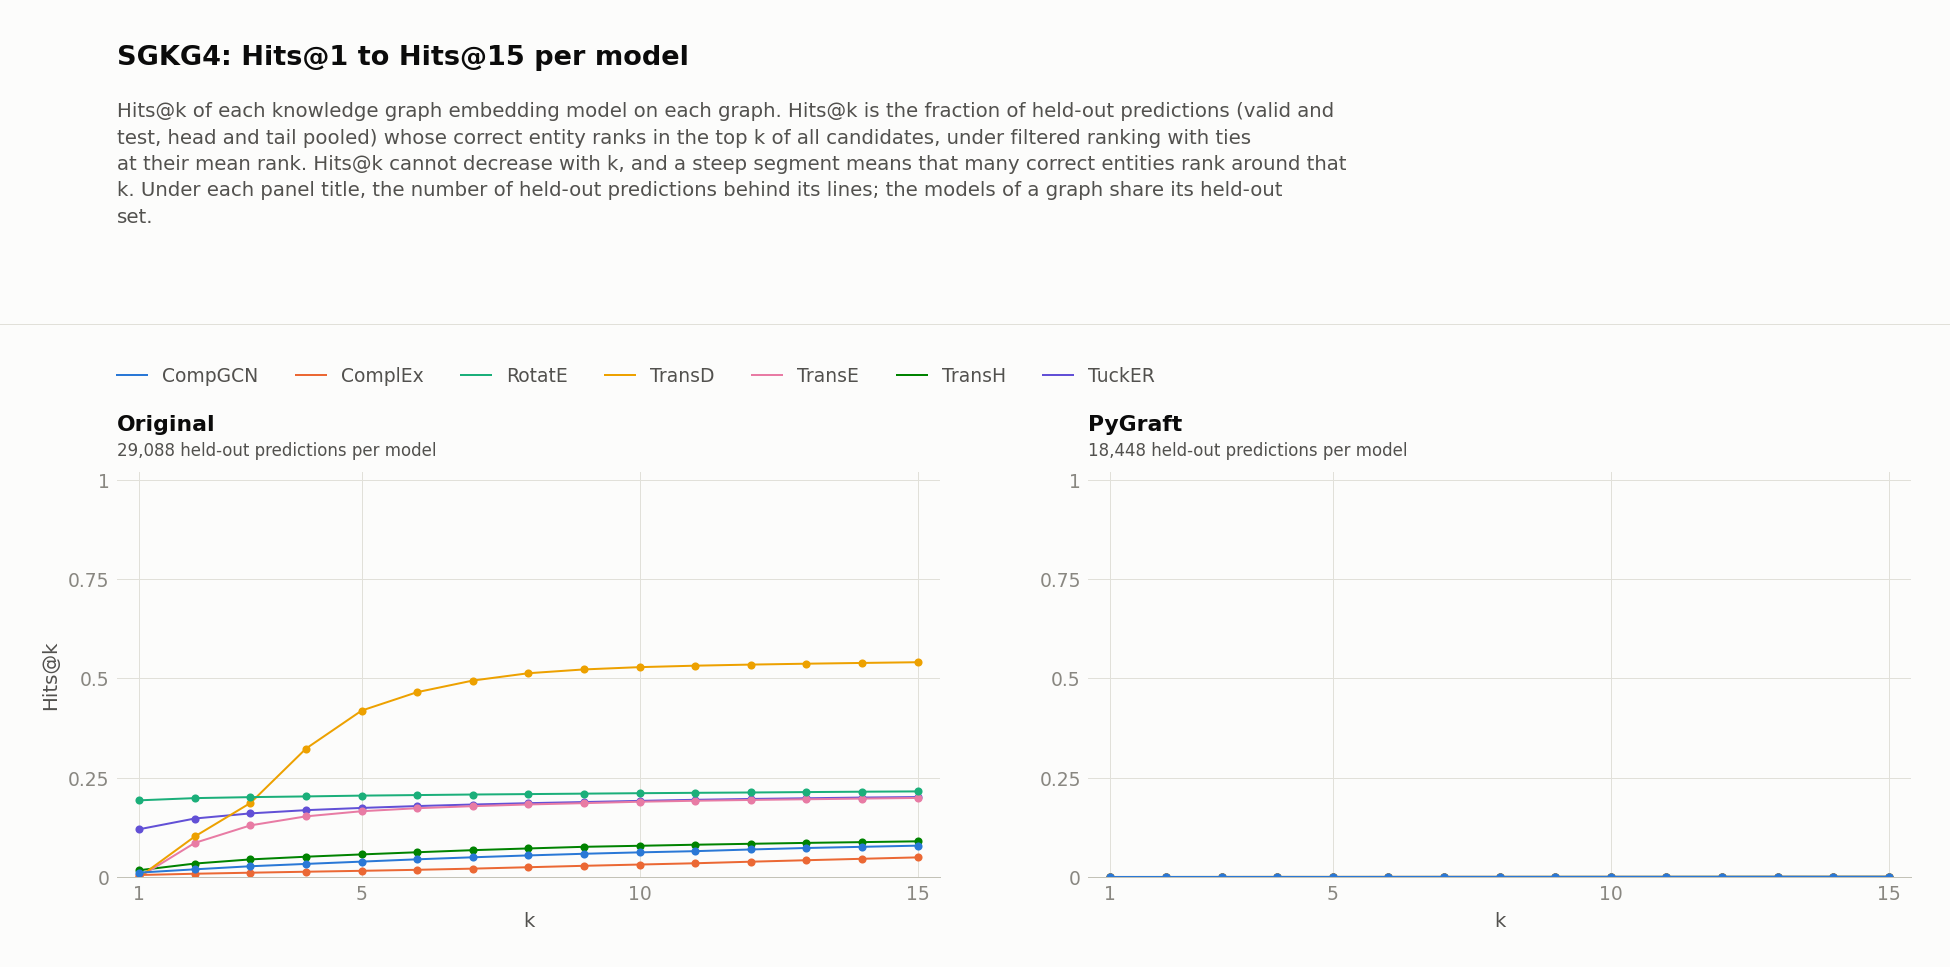 SGKG4: Hits@1 to Hits@15 per model
Hits@k of each knowledge graph embedding model on each graph. Hits@k is the fraction of held-out predictions (valid and
test, head and tail pooled) whose correct entity ranks in the top k of all candidates, under filtered ranking with ties
at their mean rank. Hits@k cannot decrease with k, and a steep segment means that many correct entities rank around that
k. Under each panel title, the number of held-out predictions behind its lines; the models of a graph share its held-out
set.
CompGCN ComplEx RotatE TransD TransE TransH TuckER
Original
29,088 held-out predictions per model
1
0.75
0.5
0.25
0
Hits@k
1 5 10 15
k
PyGraft
18,448 held-out predictions per model
1
0.75
0.5
0.25
0
1 5 10 15
k